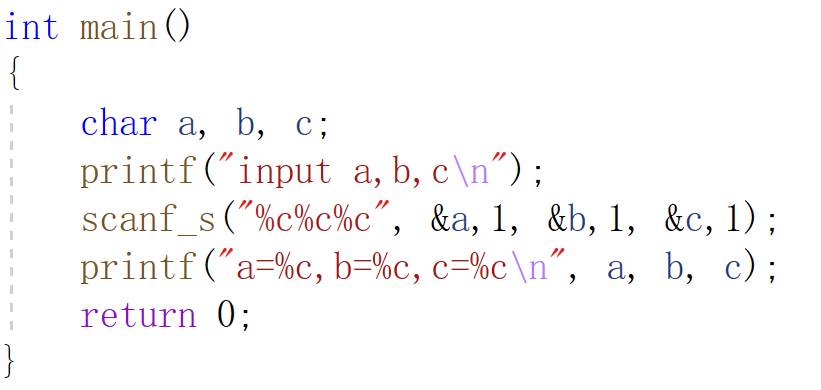 int main()
{
char a, b, c;
printf("input a,b,c\n");
scanf_s("%c%c%c", &a,1, &b,1, &c,1);
printf("a=%c,b=%c,c=%c\n", a, b, c);
return 0;
}